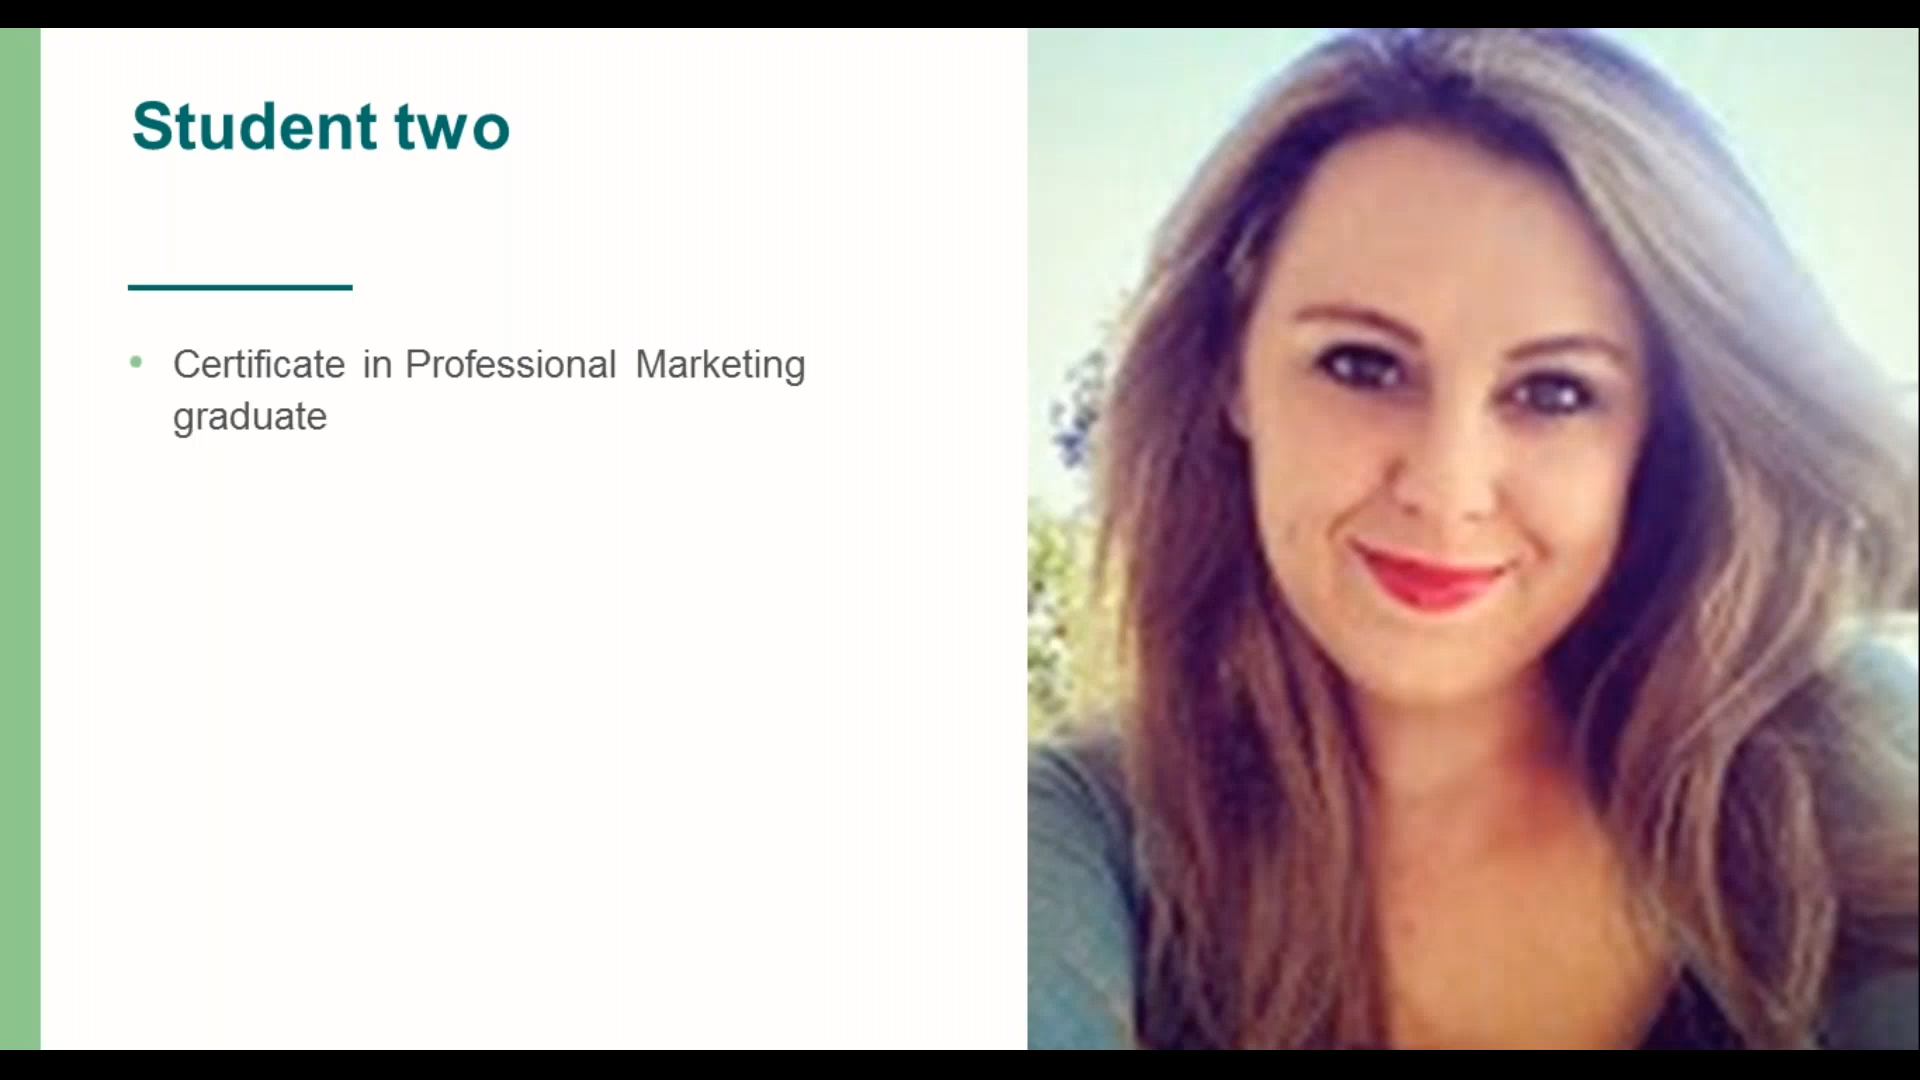 Student two
• Certificate in Professional Marketing
graduate